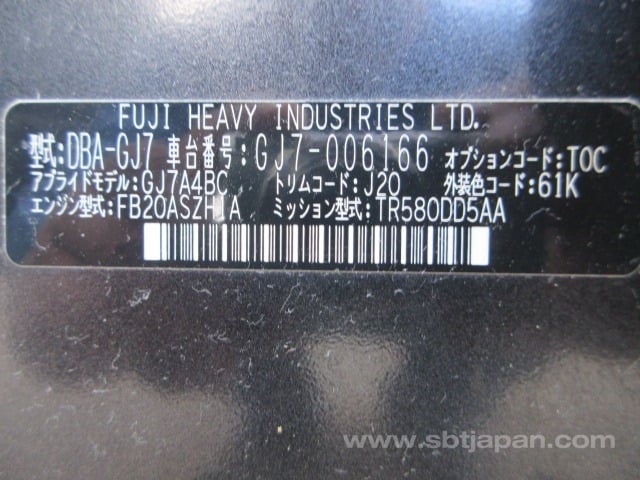 FUJI HEAVY INDUSTRIES LTD.
型式:DBA-GJ7 車台番号:GJ7-006166 オプションコード:TOC
アプライドモデル:GJ7A4BC トリムコード:J20 外装色コード:61K
エンジン型式:FB20ASZH1A ミッション型式:TR580DD5AA
www.sbtjapan.com